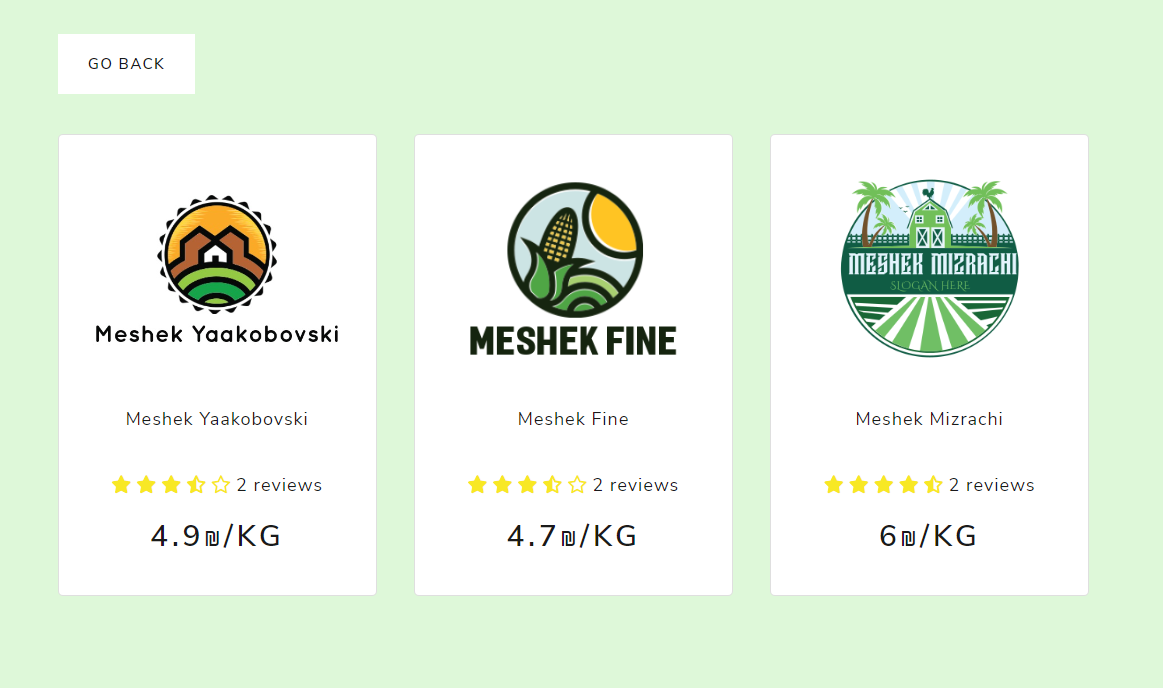 GO BACK
Meshek Yaakobovski
MESHEK FINE
MESHEK MIZRACHI
SLOGAN HERE
Meshek Yaakobovski
Meshek Fine
Meshek Mizrachi
2 reviews
2 reviews
2 reviews
4.9₪/KG
4.7₪/KG
6₪/KG